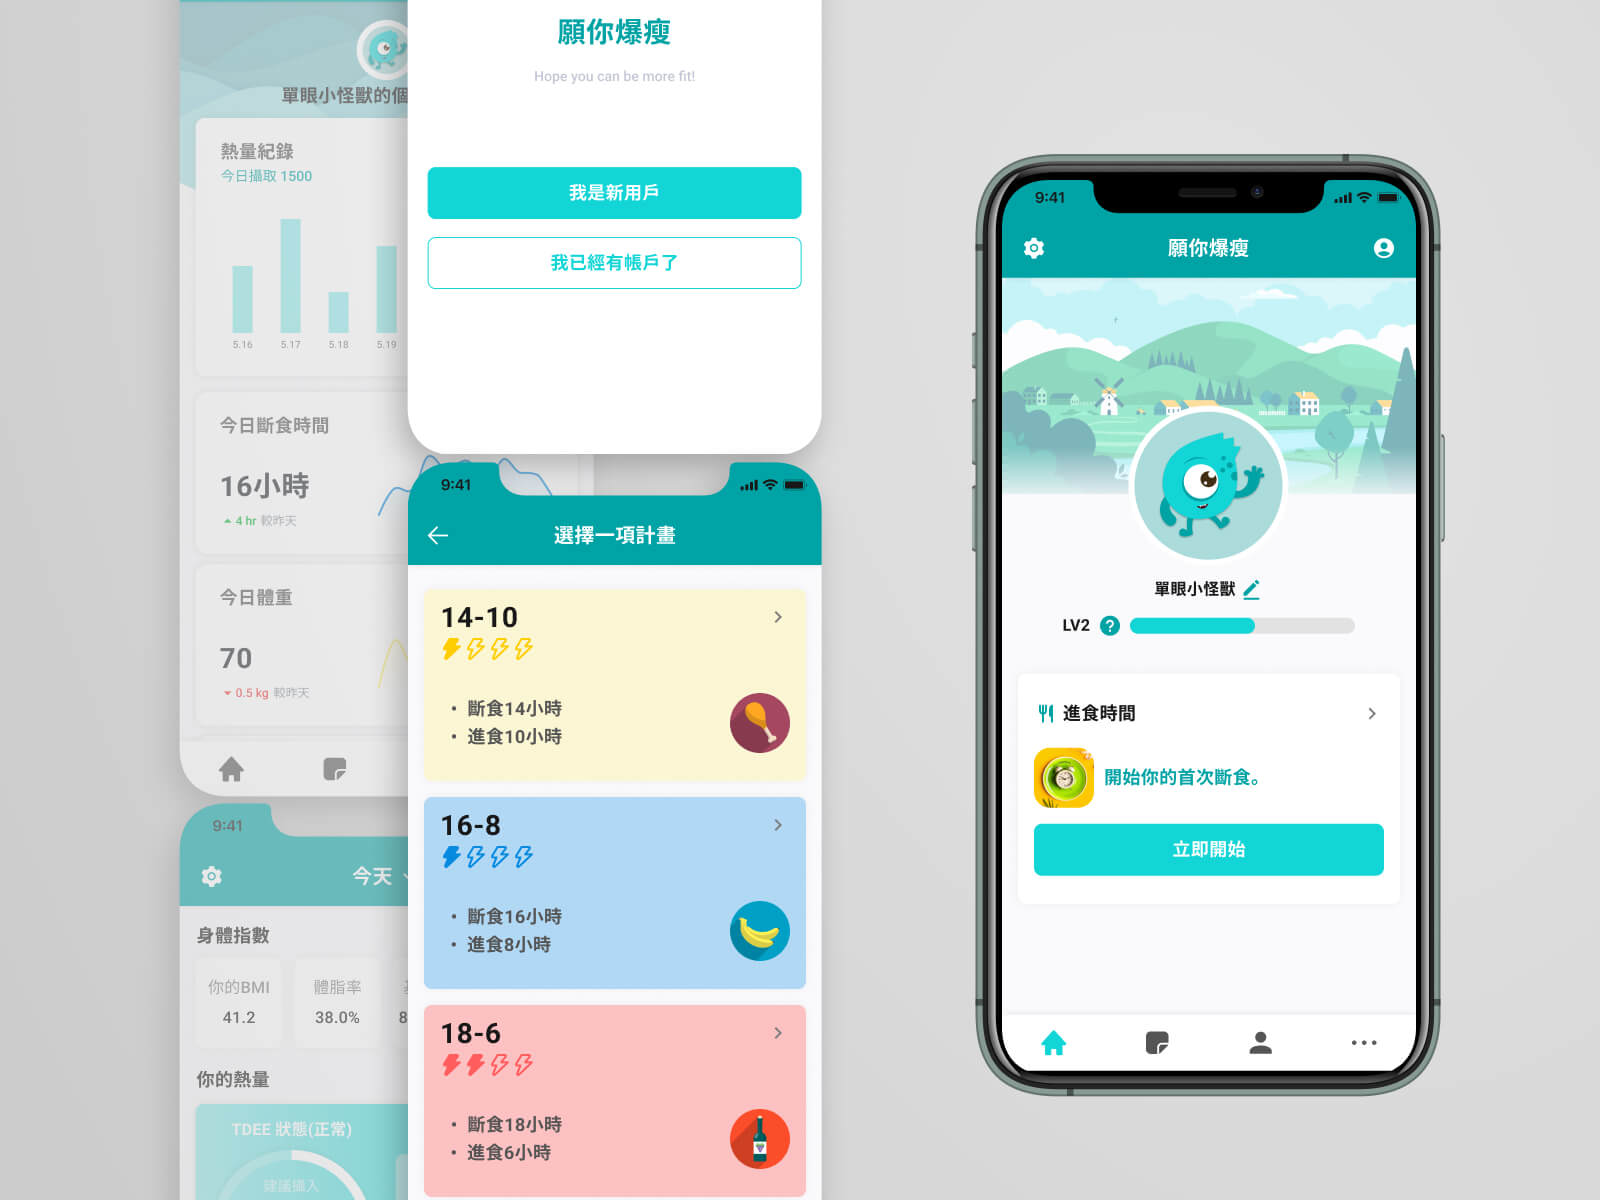 單眼小怪獸的個
熱量紀錄
今日攝取 1500
5.16
5.17
5.18
5.19
今日斷食時間
16小時
4 hr 較昨天
今日體重
70
0.5 kg 較昨天
9:41
今天
身體指數
你的BMI
41.2
體脂率
38.0%
8
你的熱量
TDEE 狀態(正常)
建議攝入
願你爆瘦
Hope you can be more fit!
我是新用戶
我已經有帳戶了
9:41
選擇一項計畫
14-10
• 斷食14小時
• 進食10小時
16-8
• 斷食16小時
• 進食8小時
18-6
• 斷食18小時
• 進食6小時
9:41
願你爆瘦
單眼小怪獸
LV2 ?
進食時間
開始你的首次斷食。
立即開始